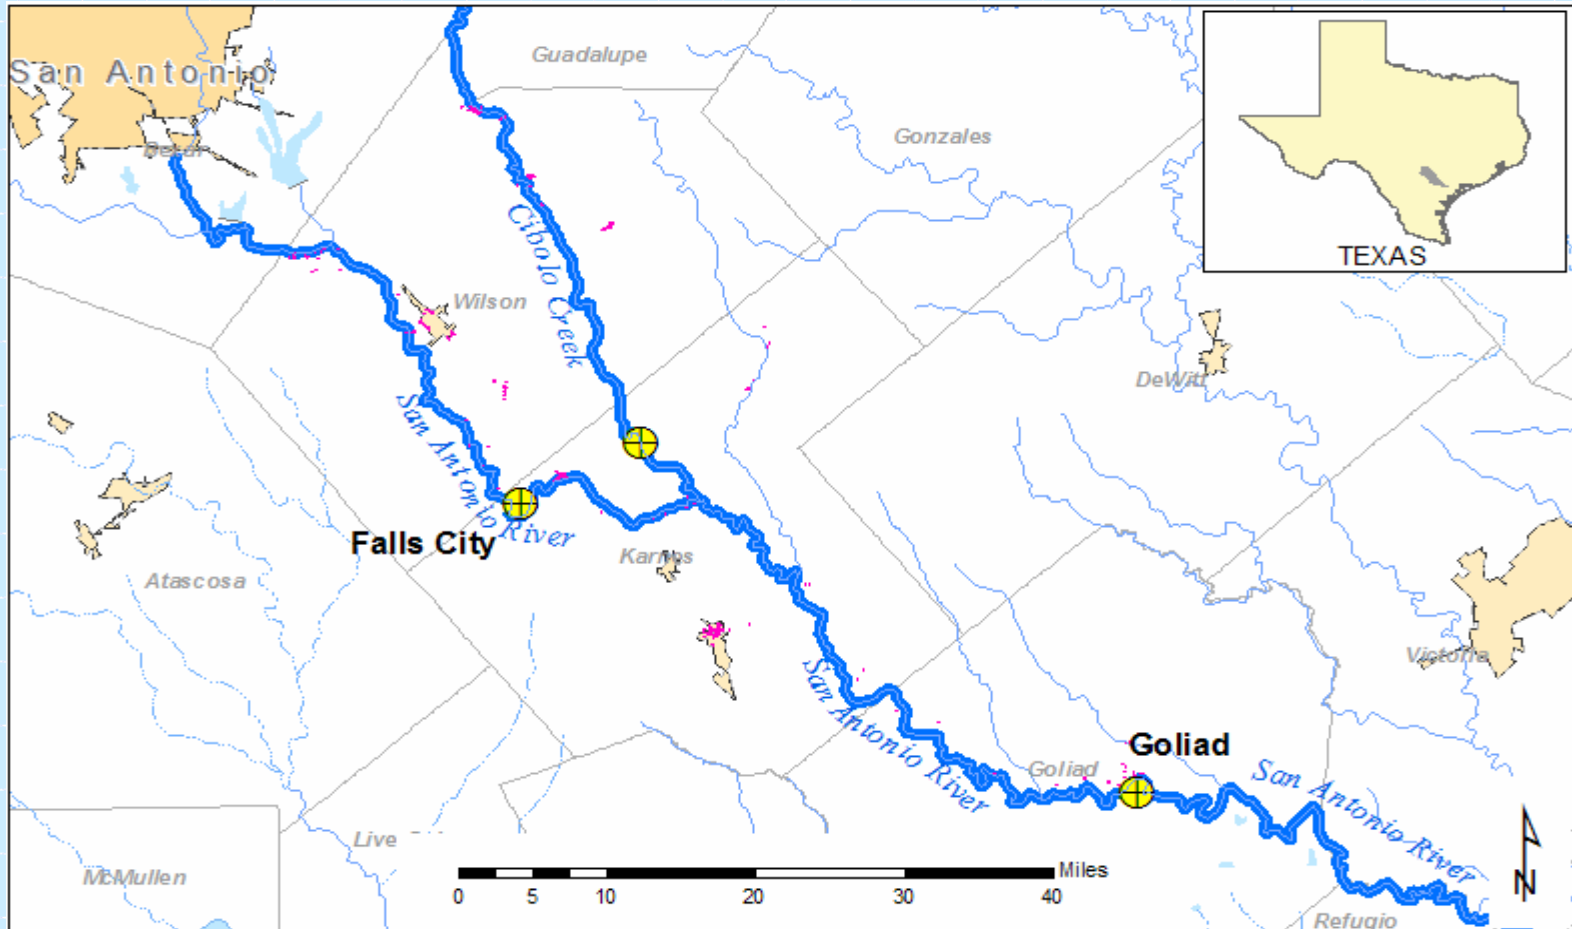 Guadalupe
San Antonio
Gonzales
Bexar
TEXAS
Cibolo Creek
Wilson
DeWitt
San Antonio River
Falls City
Karnes
Atascosa
Victoria
San Antonio River
Goliad
Goliad
San Antonio River
Live
McMullen
Miles
0 5 10 20 30 40
N
Refugio